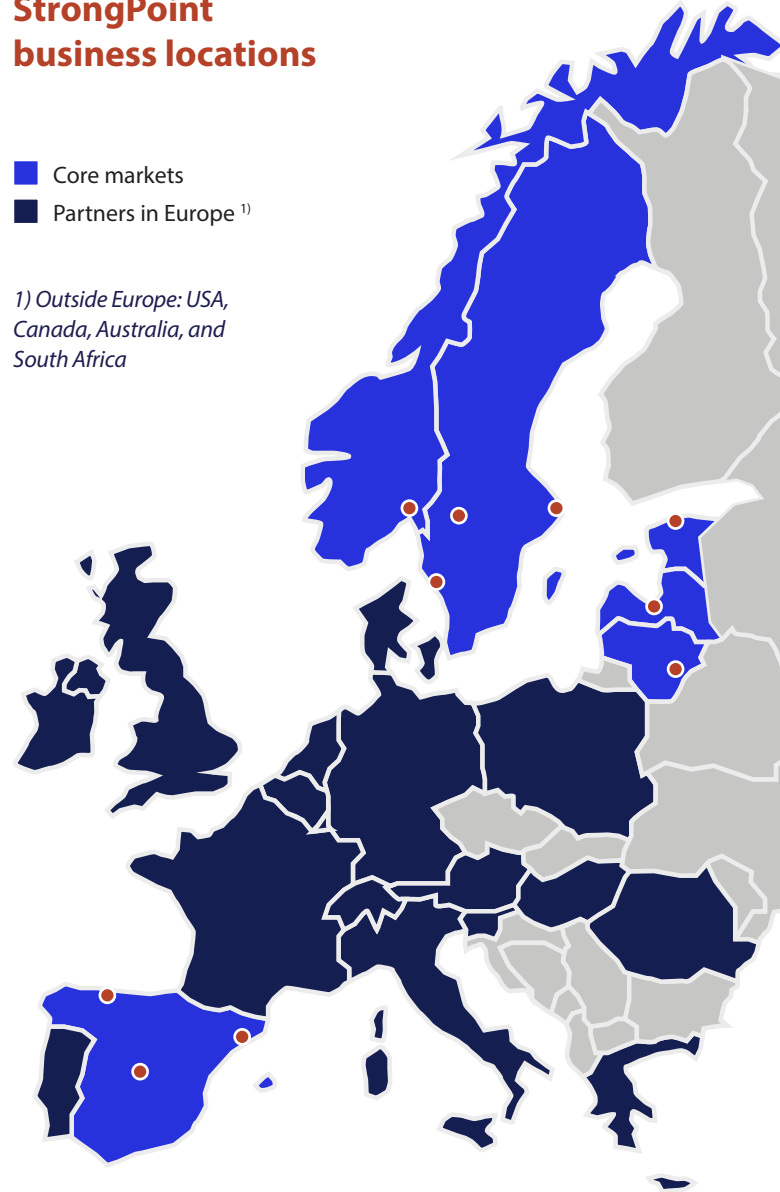 StrongPoint
business locations
Core markets
Partners in Europe 1)
1) Outside Europe: USA,
Canada, Australia, and
South Africa